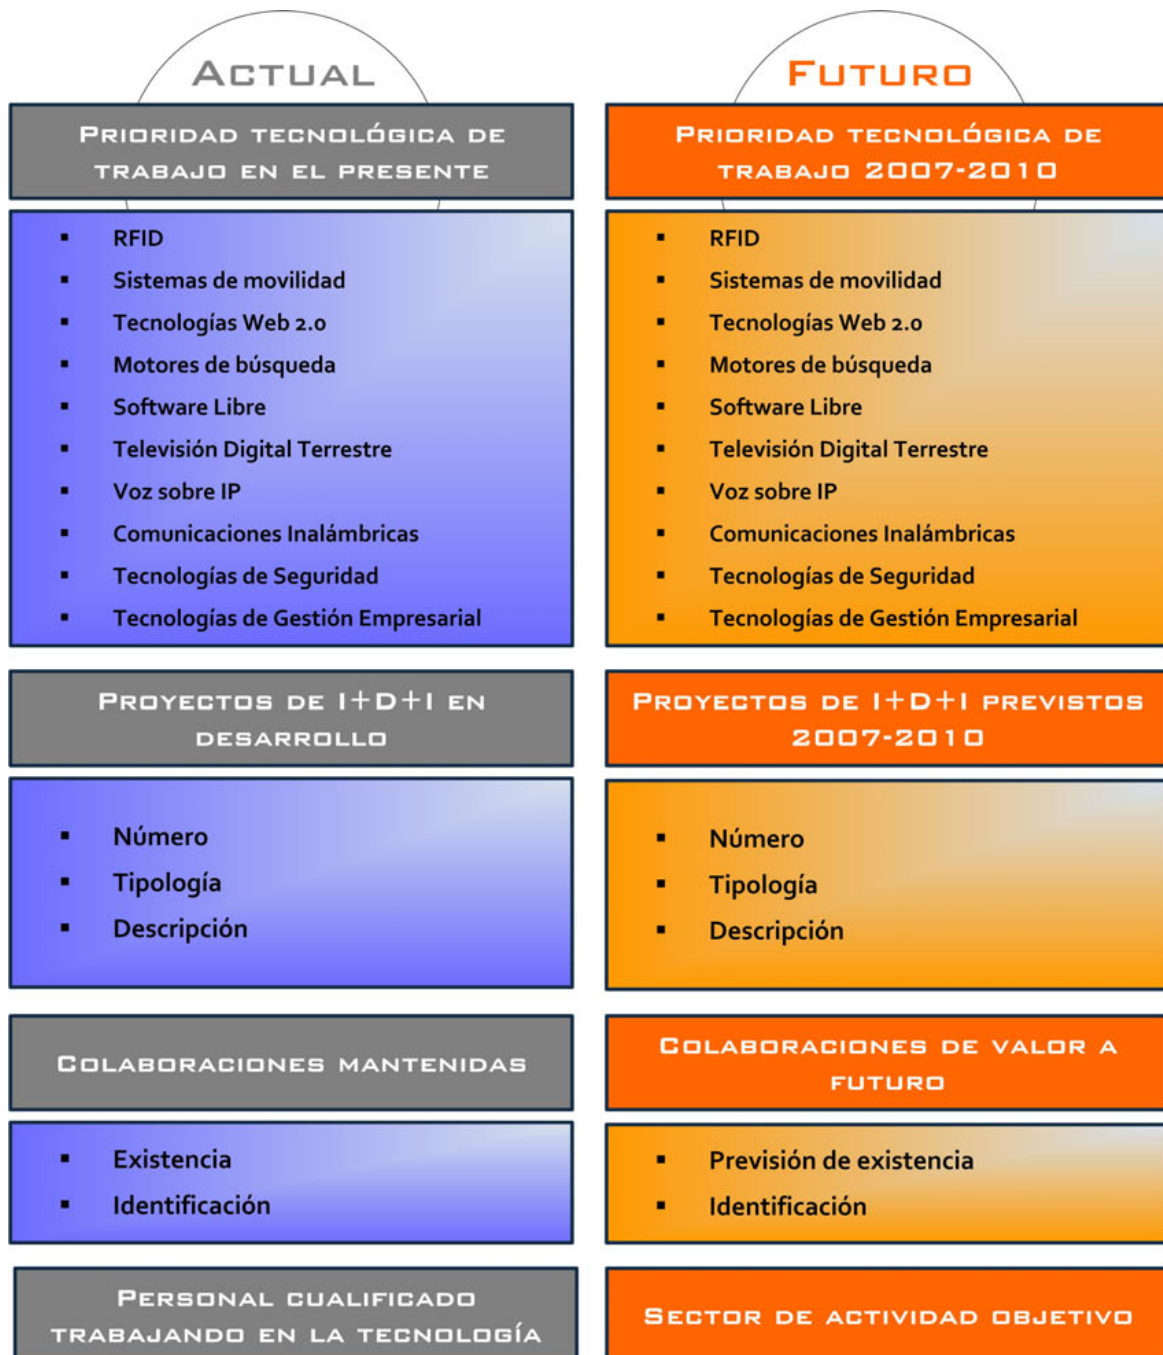 ACTUAL
PRIORIDAD TECNOLÓGICA DE
TRABAJO EN EL PRESENTE
▪ RFID
▪ Sistemas de movilidad
▪ Tecnologías Web 2.0
▪ Motores de búsqueda
▪ Software Libre
▪ Televisión Digital Terrestre
▪ Voz sobre IP
▪ Comunicaciones Inalámbricas
▪ Tecnologías de Seguridad
▪ Tecnologías de Gestión Empresarial
PROYECTOS DE I+D+I EN
DESARROLLO
▪ Número
▪ Tipología
▪ Descripción
COLABORACIONES MANTENIDAS
▪ Existencia
▪ Identificación
PERSONAL CUALIFICADO
TRABAJANDO EN LA TECNOLOGÍA
FUTURO
PRIORIDAD TECNOLÓGICA DE
TRABAJO 2007-2010
▪ RFID
▪ Sistemas de movilidad
▪ Tecnologías Web 2.0
▪ Motores de búsqueda
▪ Software Libre
▪ Televisión Digital Terrestre
▪ Voz sobre IP
▪ Comunicaciones Inalámbricas
▪ Tecnologías de Seguridad
▪ Tecnologías de Gestión Empresarial
PROYECTOS DE I+D+I PREVISTOS
2007-2010
▪ Número
▪ Tipología
▪ Descripción
COLABORACIONES DE VALOR A
FUTURO
▪ Previsión de existencia
▪ Identificación
SECTOR DE ACTIVIDAD OBJETIVO